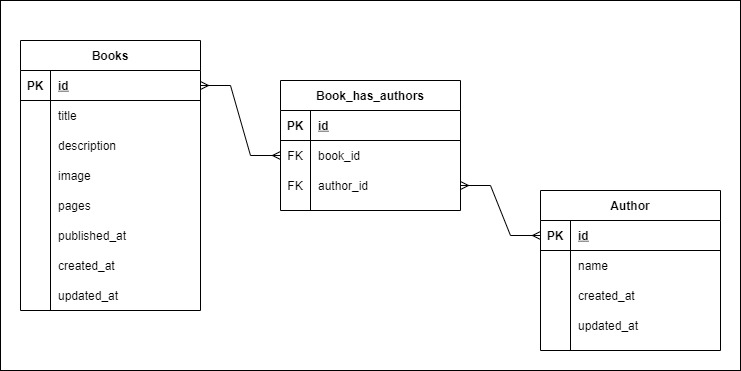 Books
PK id
title
description
image
pages
published_at
created_at
updated_at
Book_has_authors
PK id
FK book_id
FK author_id
Author
PK id
name
created_at
updated_at